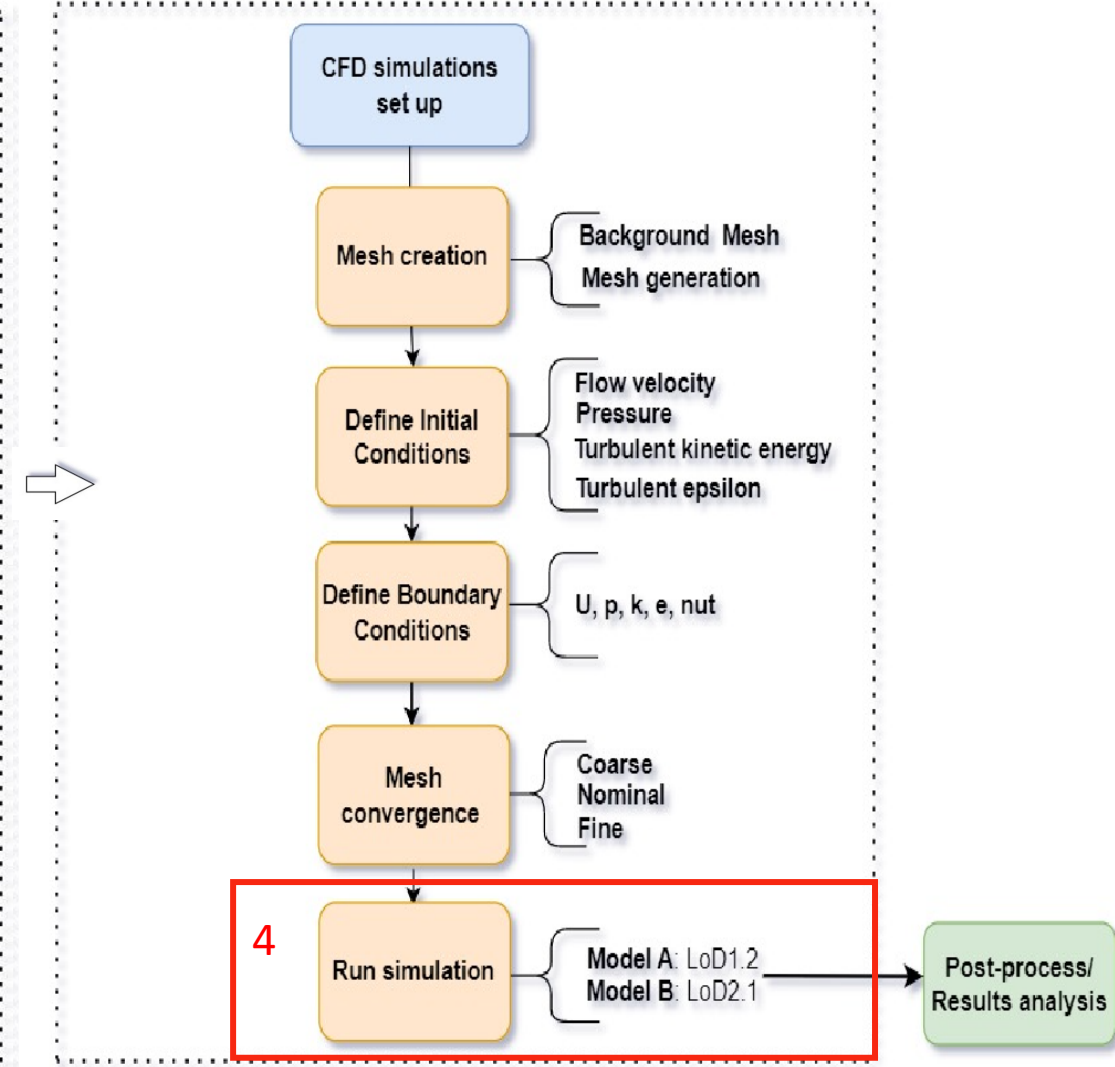 CFD simulations
set up
Mesh creation
Background Mesh
Mesh generation
Define Initial
Conditions
Flow velocity
Pressure
Turbulent kinetic energy
Turbulent epsilon
Define Boundary
Conditions
U, p, k, e, nut
Mesh
convergence
Coarse
Nominal
Fine
4
Run simulation
Model A: LoD1.2
Model B: LoD2.1
Post-process/
Results analysis